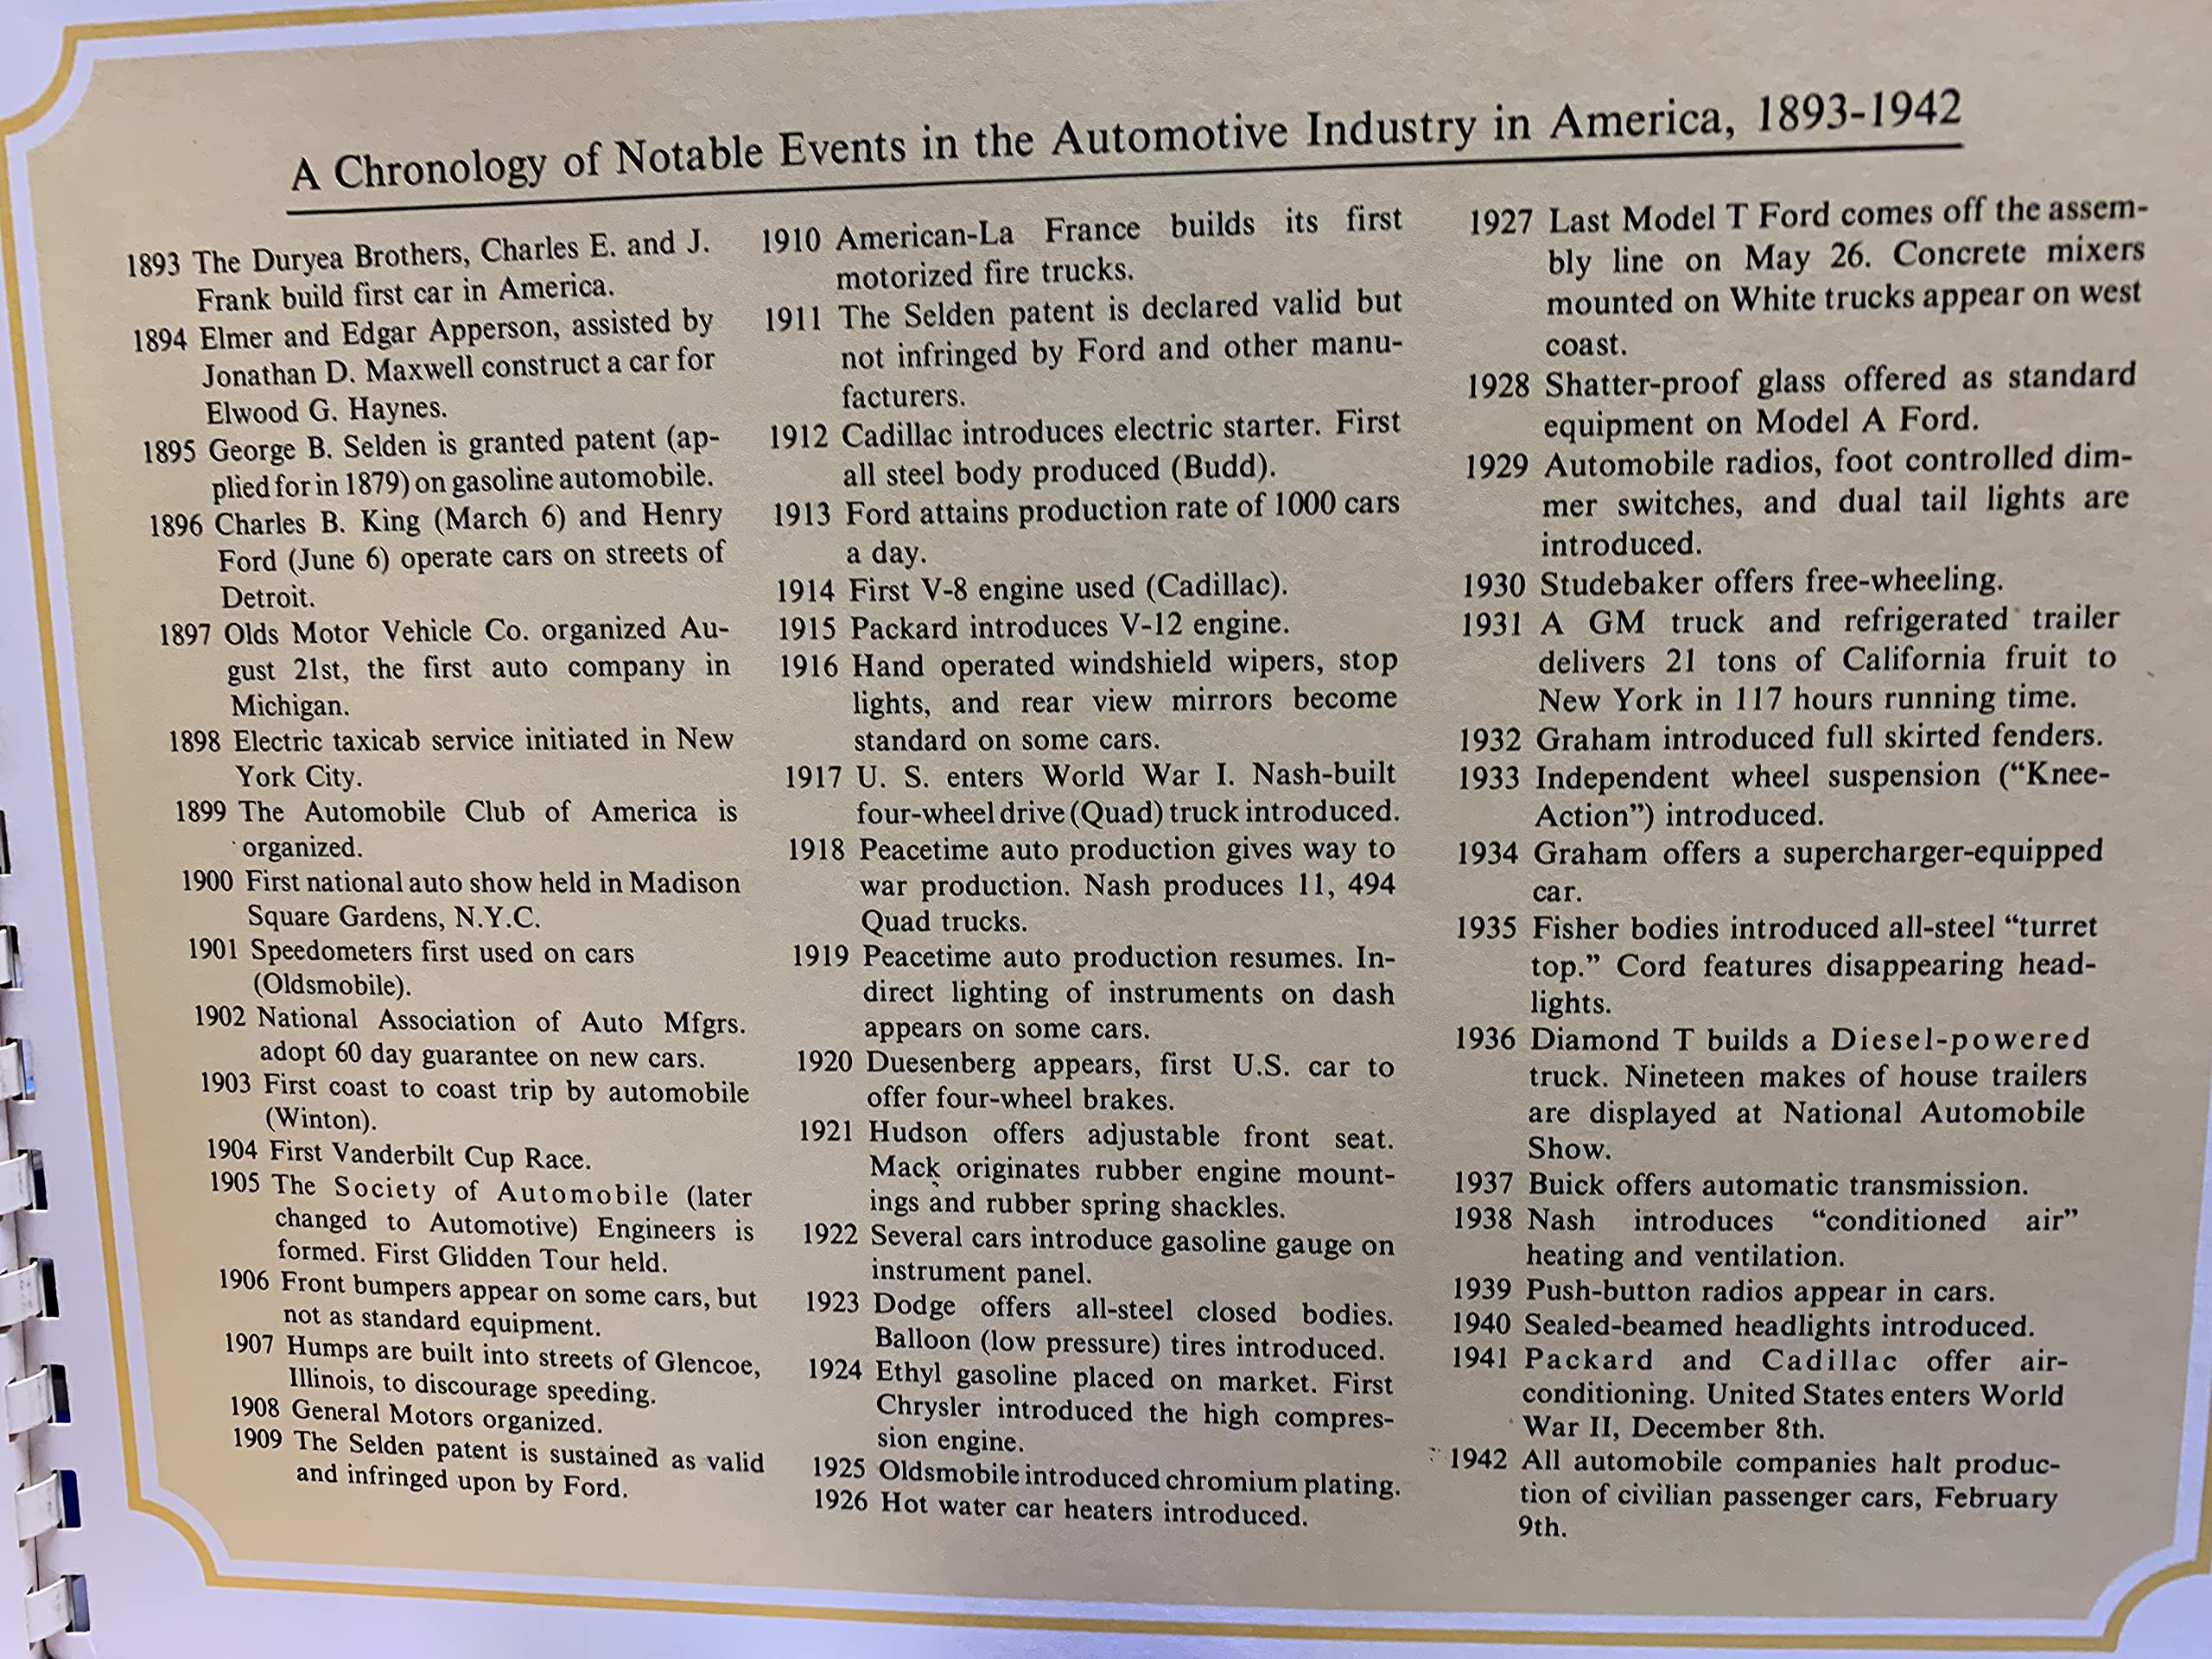 A Chronology of Notable Events in the Automotive Industry in America, 1893-1942
1893 The Duryea Brothers, Charles E. and J.
Frank build first car in America.
1894 Elmer and Edgar Apperson, assisted by
Jonathan D. Maxwell construct a car for
Elwood G. Haynes.
1895 George B. Selden is granted patent (ap-
plied for in 1879) on gasoline automobile.
1896 Charles B. King (March 6) and Henry
Ford (June 6) operate cars on streets of
Detroit.
1897 Olds Motor Vehicle Co. organized Au-
gust 21st, the first auto company in
Michigan.
1898 Electric taxicab service initiated in New
York City.
1899 The Automobile Club of America is
organized.
1900 First national auto show held in Madison
Square Gardens, N.Y.C.
1901 Speedometers first used on cars
(Oldsmobile).
1902 National Association of Auto Mfgrs.
adopt 60 day guarantee on new cars.
1903 First coast to coast trip by automobile
(Winton).
1904 First Vanderbilt Cup Race.
1905 The Society of Automobile (later
changed to Automotive) Engineers is
formed. First Glidden Tour held.
1906 Front bumpers appear on some cars, but
not as standard equipment.
1907 Humps are built into streets of Glencoe,
Illinois, to discourage speeding.
1908 General Motors organized.
1909 The Selden patent is sustained as valid
and infringed upon by Ford.
1910 American-La France builds its first
motorized fire trucks.
1911 The Selden patent is declared valid but
not infringed by Ford and other manu-
facturers.
1912 Cadillac introduces electric starter. First
all steel body produced (Budd).
1913 Ford attains production rate of 1000 cars
a day.
1914 First V-8 engine used (Cadillac).
1915 Packard introduces V-12 engine.
1916 Hand operated windshield wipers, stop
lights, and rear view mirrors become
standard on some cars.
1917 U. S. enters World War I. Nash-built
four-wheel drive (Quad) truck introduced.
1918 Peacetime auto production gives way to
war production. Nash produces 11, 494
Quad trucks.
1919 Peacetime auto production resumes. In-
direct lighting of instruments on dash
appears on some cars.
1920 Duesenberg appears, first U.S. car to
offer four-wheel brakes.
1921 Hudson offers adjustable front seat.
Mack originates rubber engine mount-
ings and rubber spring shackles.
1922 Several cars introduce gasoline gauge on
instrument panel.
1923 Dodge offers all-steel closed bodies.
Balloon (low pressure) tires introduced.
1924 Ethyl gasoline placed on market. First
Chrysler introduced the high compres-
sion engine.
1925 Oldsmobile introduced chromium plating.
1926 Hot water car heaters introduced.
1927 Last Model T Ford comes off the assem-
bly line on May 26. Concrete mixers
mounted on White trucks appear on west
coast.
1928 Shatter-proof glass offered as standard
equipment on Model A Ford.
1929 Automobile radios, foot controlled dim-
mer switches, and dual tail lights are
introduced.
1930 Studebaker offers free-wheeling.
1931 A GM truck and refrigerated trailer
delivers 21 tons of California fruit to
New York in 117 hours running time.
1932 Graham introduced full skirted fenders.
1933 Independent wheel suspension (“Knee-
Action”) introduced.
1934 Graham offers a supercharger-equipped
car.
1935 Fisher bodies introduced all-steel “turret
top.” Cord features disappearing head-
lights.
1936 Diamond T builds a Diesel-powered
truck. Nineteen makes of house trailers
are displayed at National Automobile
Show.
1937 Buick offers automatic transmission.
1938 Nash introduces “conditioned air”
heating and ventilation.
1939 Push-button radios appear in cars.
1940 Sealed-beamed headlights introduced.
1941 Packard and Cadillac offer air-
conditioning. United States enters World
War II, December 8th.
1942 All automobile companies halt produc-
tion of civilian passenger cars, February
9th.